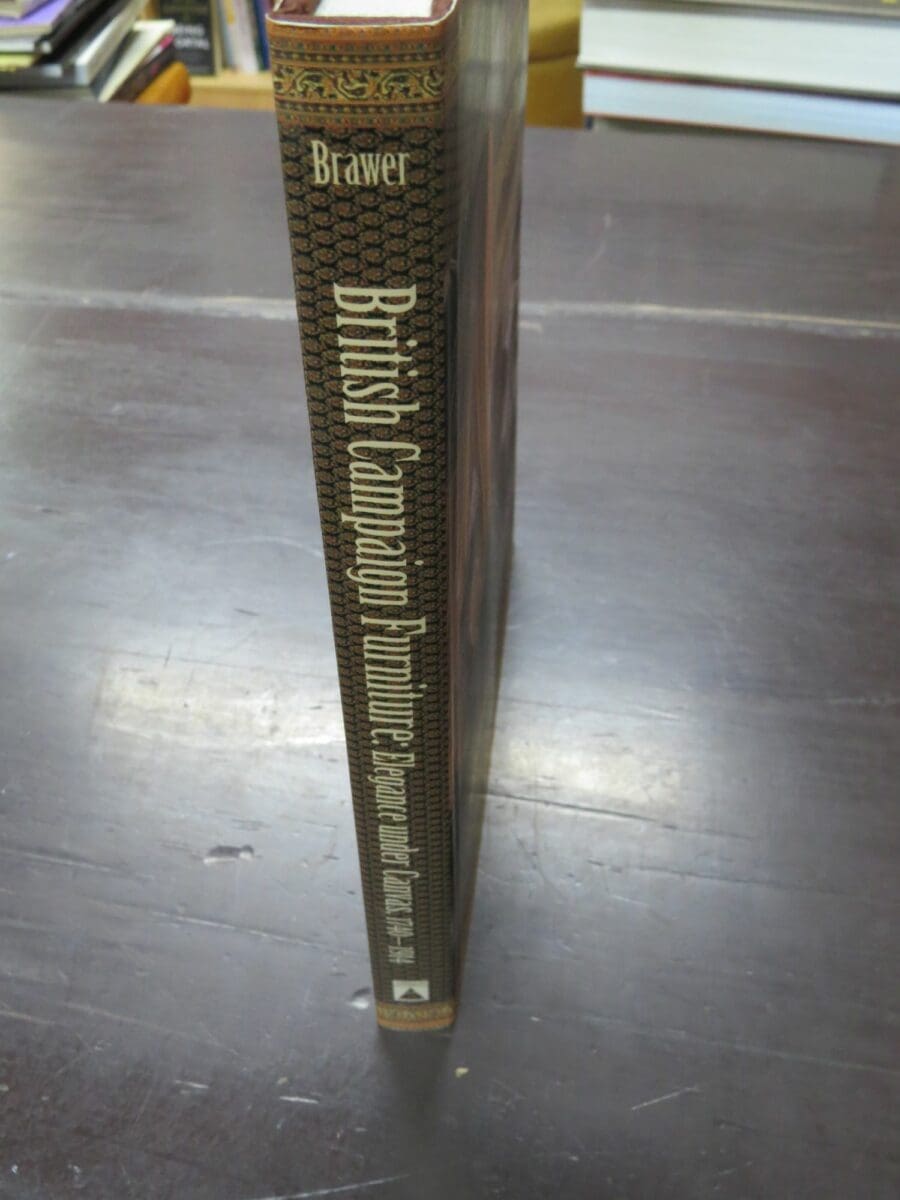 Brawer
British Campaign Furniture: Elegance under Canvas, 1740–1914